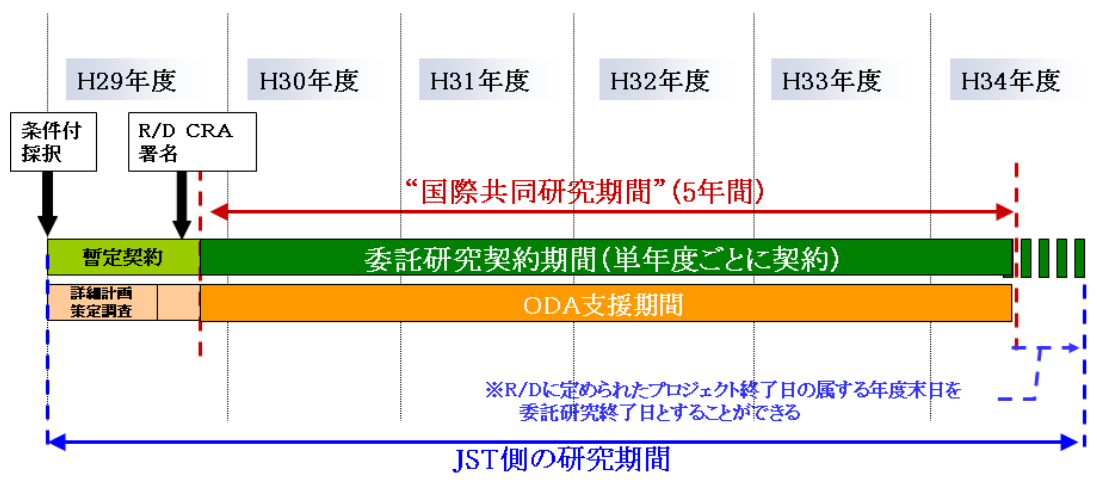 H29年度
H30年度
H31年度
H32年度
H33年度
H34年度
条件付
採択
R/D CRA
署名
“国際共同研究期間”(5年間)
暫定契約
委託研究契約期間(単年度ごとに契約)
詳細計画
策定調査
ODA支援期間
※R/Dに定められたプロジェクト終了日の属する年度末日を
委託研究終了日とすることができる
JST側の研究期間